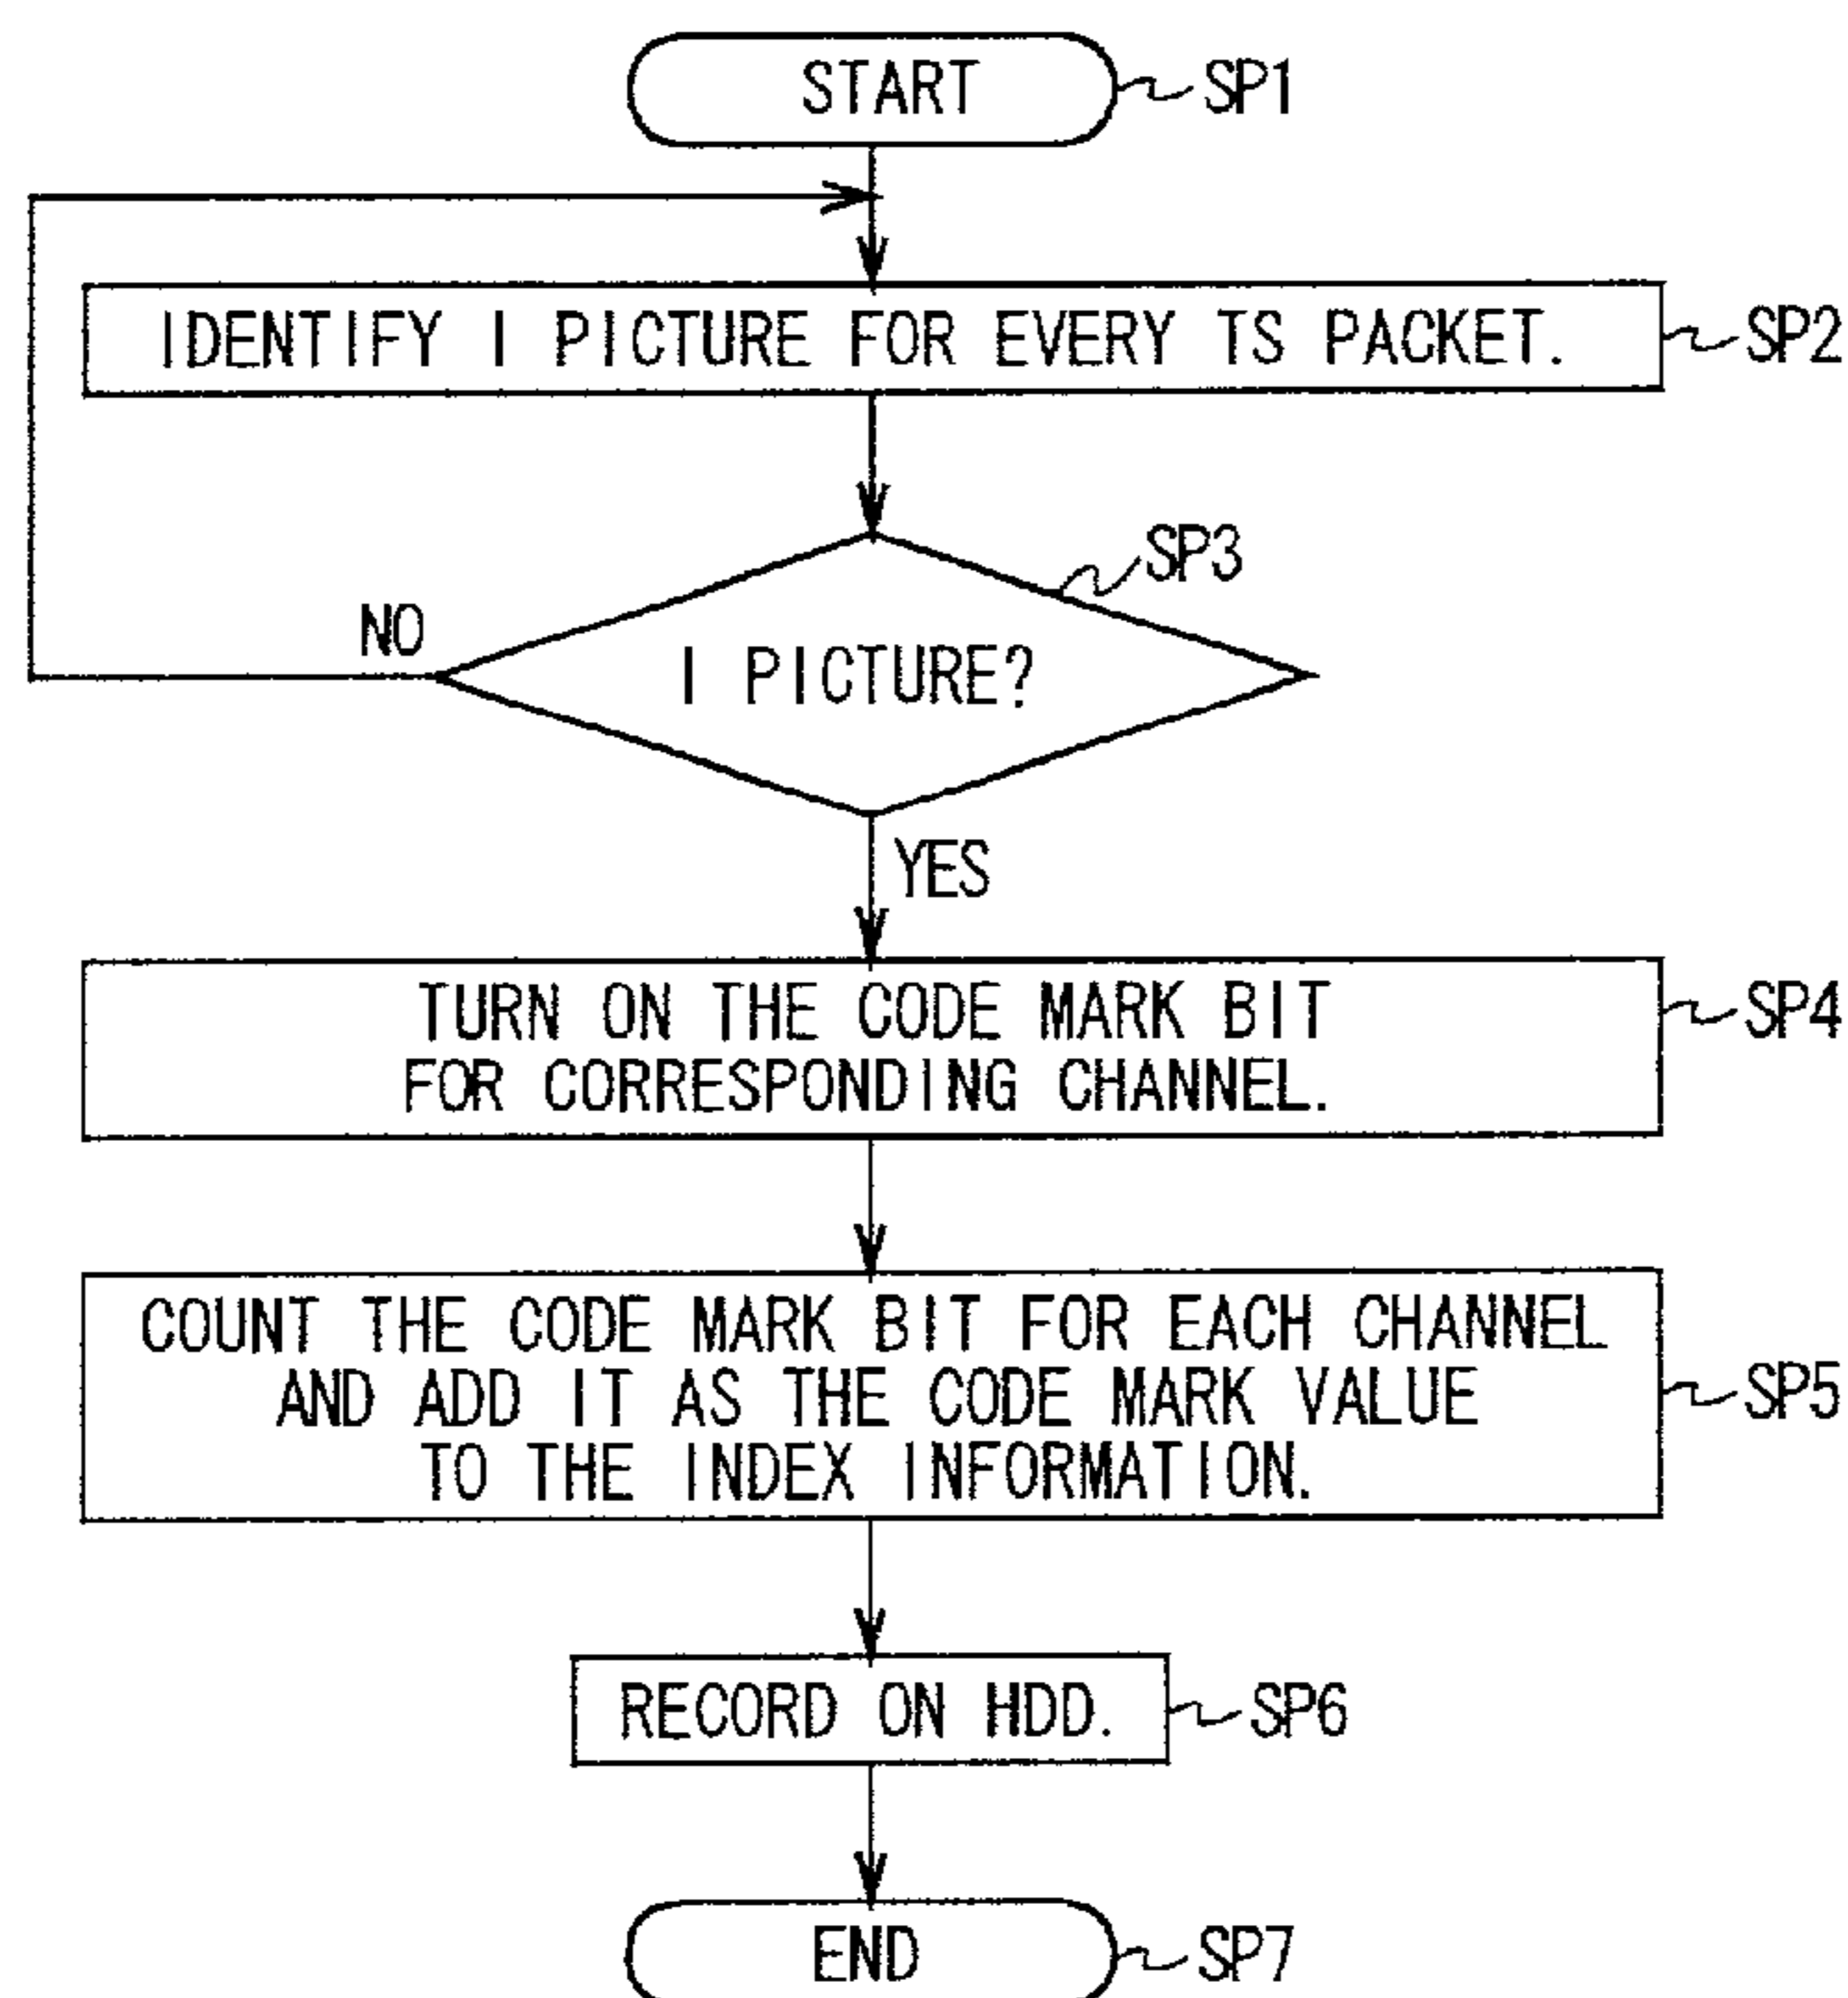 START
SP1
IDENTIFY I PICTURE FOR EVERY TS PACKET.
SP2
SP3
NO
I PICTURE?
YES
TURN ON THE CODE MARK BIT
FOR CORRESPONDING CHANNEL.
SP4
COUNT THE CODE MARK BIT FOR EACH CHANNEL
AND ADD IT AS THE CODE MARK VALUE
TO THE INDEX INFORMATION.
SP5
RECORD ON HDD.
SP6
END
SP7